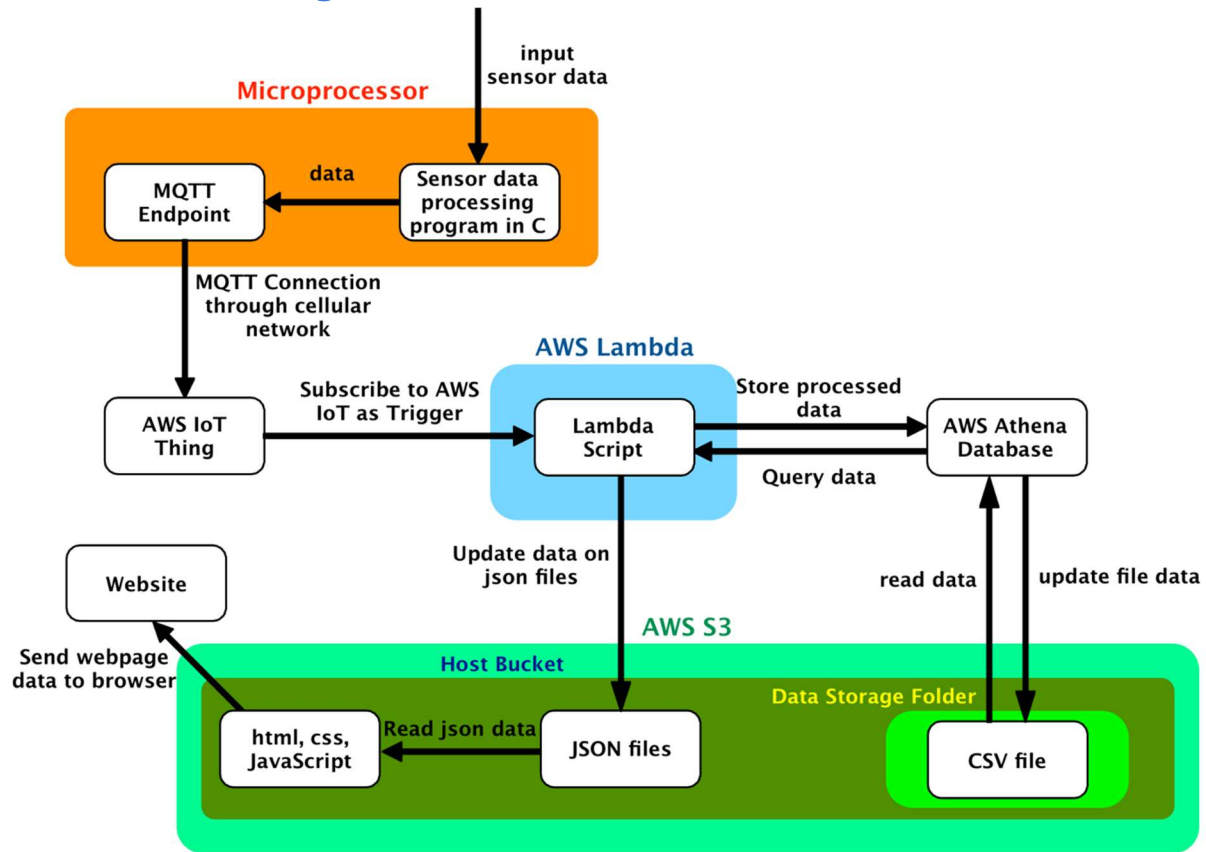 input
sensor data
Microprocessor
MQTT
Endpoint
data
Sensor data
processing
program in C
MQTT Connection
through cellular
network
AWS Lambda
AWS IoT
Thing
Subscribe to AWS
IoT as Trigger
Lambda
Script
Store processed
data
Query data
AWS Athena
Database
Update data on
json files
read data
update file data
Website
Send webpage
data to browser
AWS S3
Host Bucket
Data Storage Folder
html, css,
JavaScript
Read json data
JSON files
CSV file